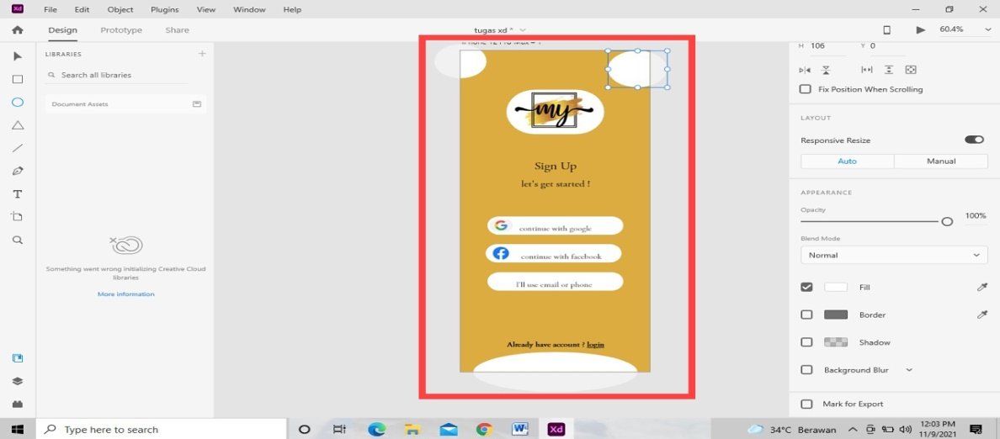 Xd File Edit Object Plugins View Window Help
Design Prototype Share tugas xd * 60.4%
LIBRARIES
Search all libraries
Document Assets
Something went wrong initializing Creative Cloud
libraries
More information
my
Sign Up
let's get started !
continue with google
continue with facebook
I'll use email or phone
Already have account ? login
H 106 Y 0
Fix Position When Scrolling
LAYOUT
Responsive Resize
Auto Manual
APPEARANCE
Opacity
100%
Blend Mode
Normal
Fill
Border
Shadow
Background Blur
Mark for Export
Type here to search
W
Xd
34°C Berawan
12:03 PM
11/9/2021